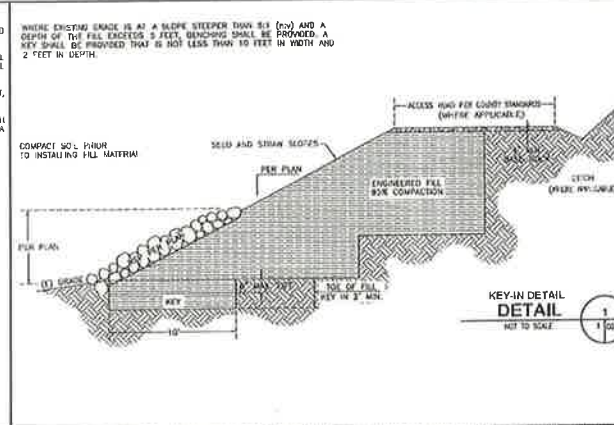 WHERE EXISTING GRADE IS AT A SLOPE STEEPER THAN 5:1 (H:V) AND A
DEPTH OF THE FILL EXCEEDS 5 FEET, BENCHING SHALL BE PROVIDED. A
KEY SHALL BE PROVIDED THAT IS NOT LESS THAN 10 FEET IN WIDTH AND
2 FEET IN DEPTH.
ACCESS ROAD PER COUNTY STANDARDS
(WHERE APPLICABLE)
COMPACT SOIL PRIOR
TO INSTALLING FILL MATERIAL
SEED AND STRAW SLOPES
PER PLAN
ENGINEERED FILL
90% COMPACTION
DITCH
(WHERE APPLICABLE)
PER PLAN
(E) GRADE
KEY
MAX CUT
TOE OF FILL,
KEY IN 2' MIN.
10'
KEY-IN DETAIL
DETAIL
NOT TO SCALE
1